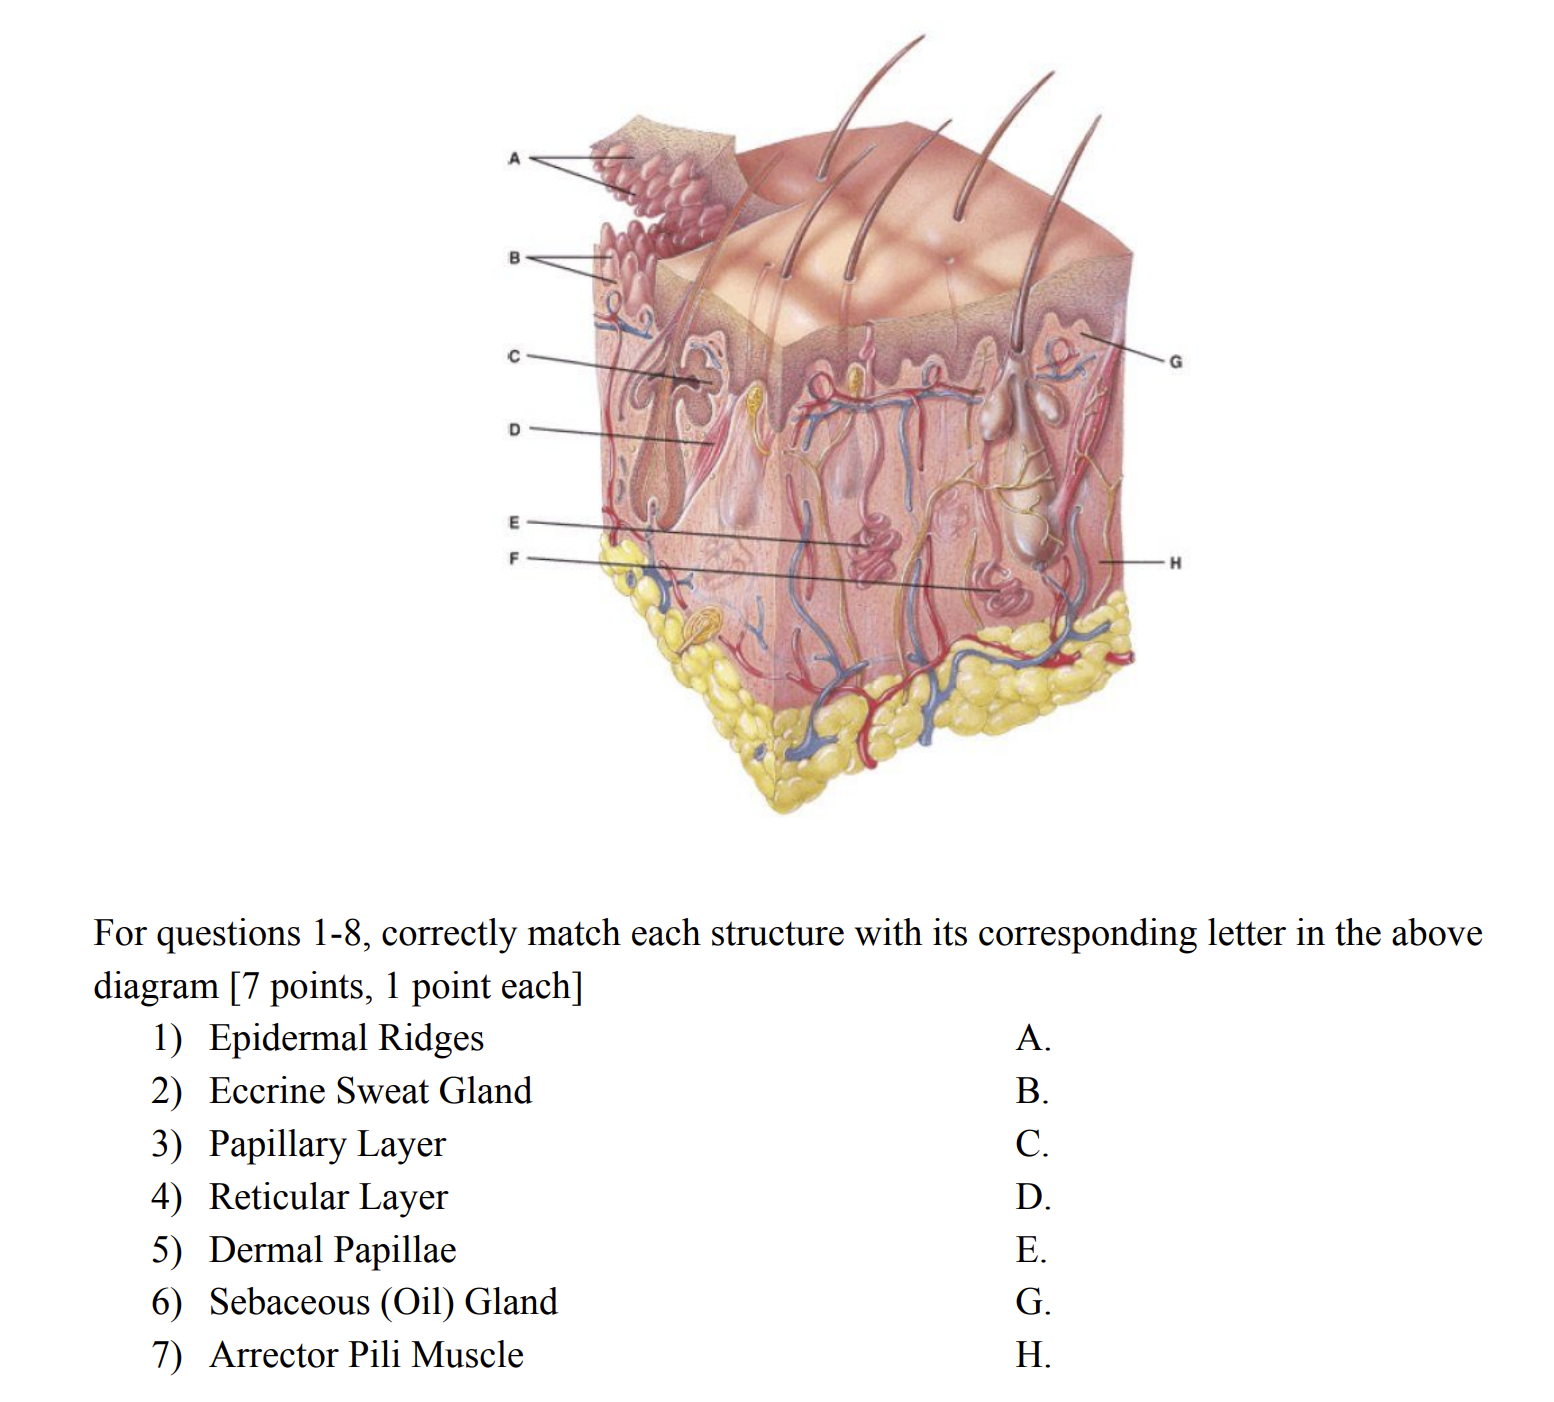 A
B
C
D
E
F
G
H
For questions 1-8, correctly match each structure with its corresponding letter in the above
diagram [7 points, 1 point each]
1) Epidermal Ridges A.
2) Eccrine Sweat Gland B.
3) Papillary Layer C.
4) Reticular Layer D.
5) Dermal Papillae E.
6) Sebaceous (Oil) Gland G.
7) Arrector Pili Muscle H.